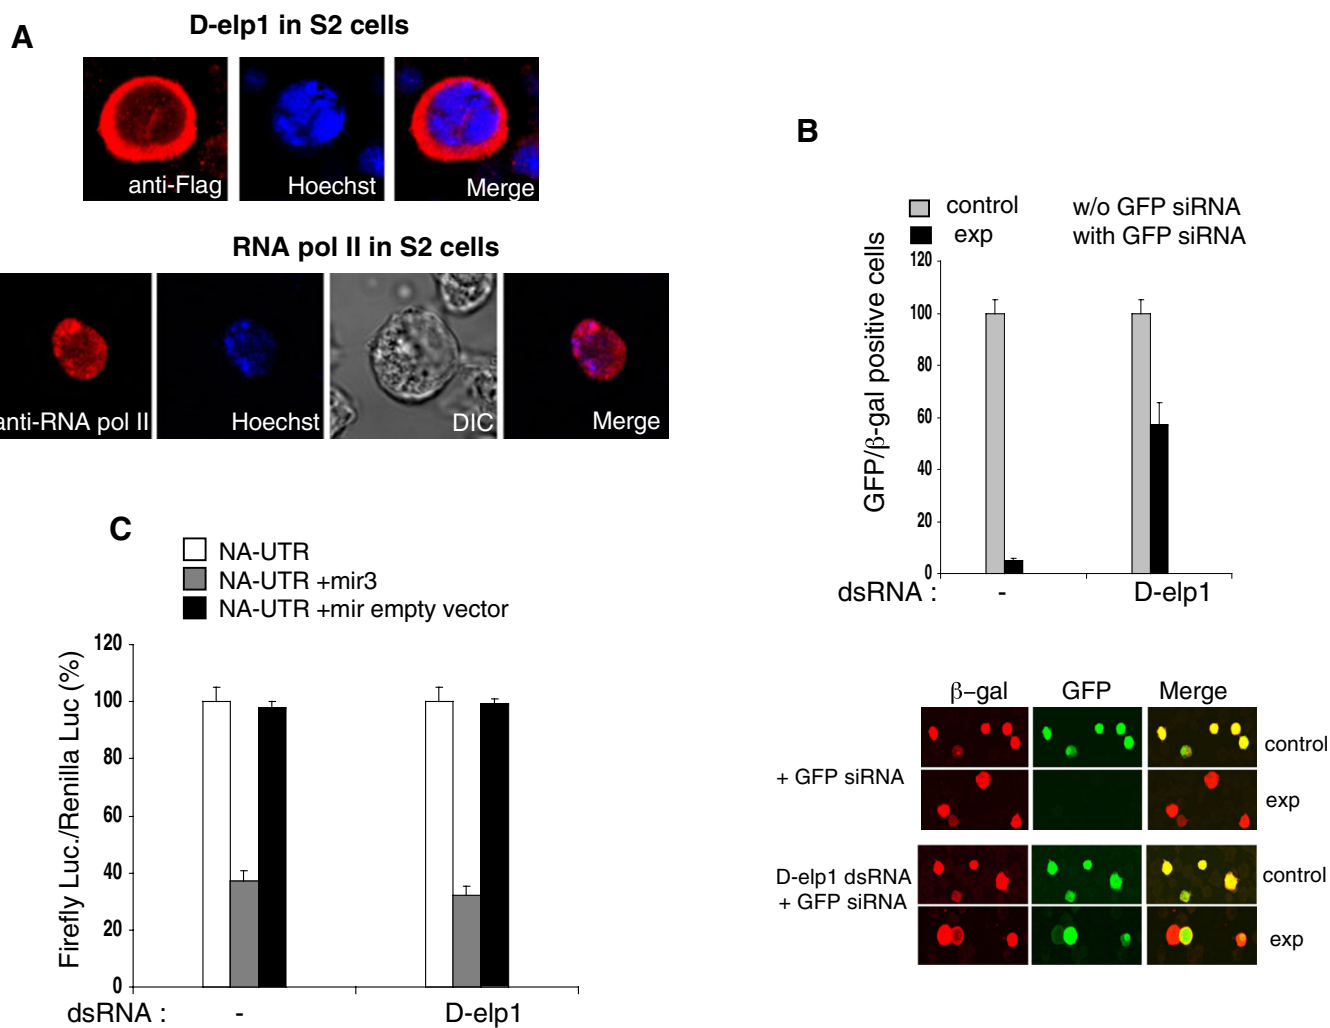 A
D-elp1 in S2 cells
anti-Flag
Hoechst
Merge
RNA pol II in S2 cells
anti-RNA pol II
Hoechst
DIC
Merge
B
control w/o GFP siRNA
exp with GFP siRNA
GFP/β-gal positive cells
120
100
80
60
40
20
0
dsRNA : - D-elp1
β-gal GFP Merge
+ GFP siRNA
control
exp
D-elp1 dsRNA
+ GFP siRNA
control
exp
C
NA-UTR
NA-UTR +mir3
NA-UTR +mir empty vector
Firefly Luc./Renilla Luc (%)
120
100
80
60
40
20
0
dsRNA : - D-elp1